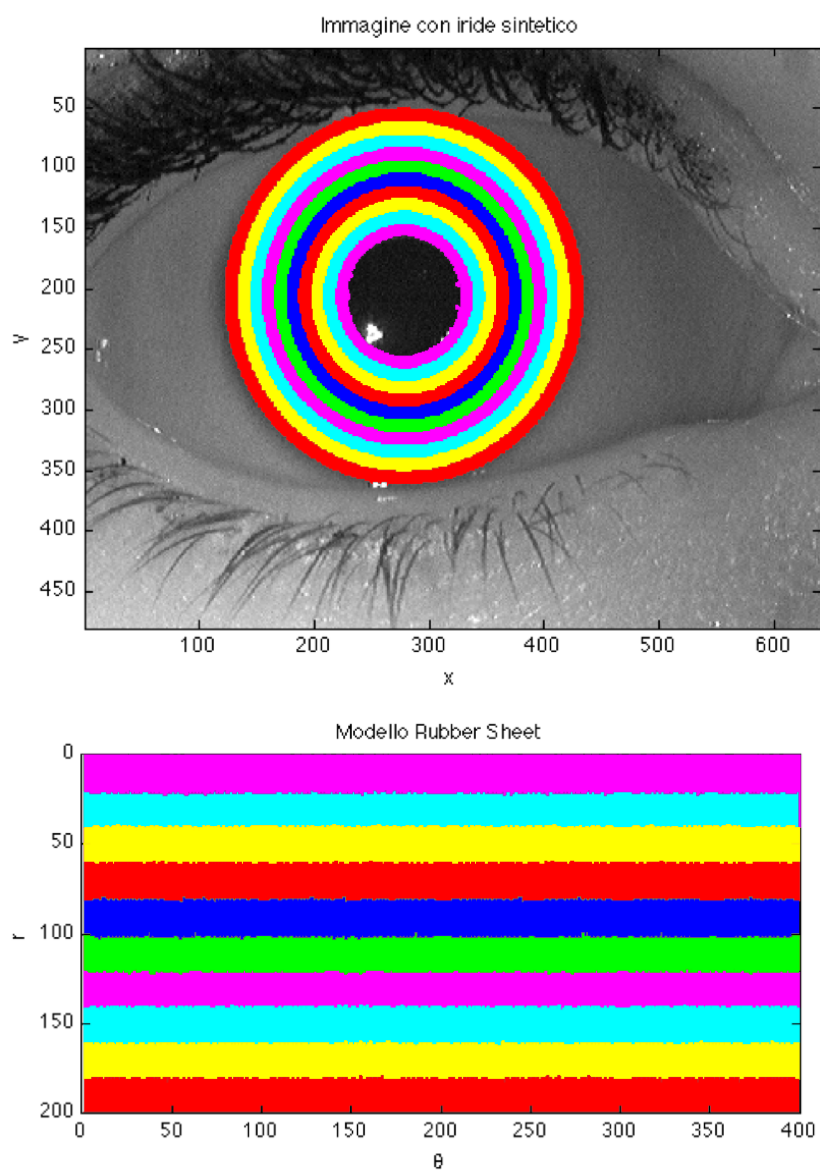 Immagine con iride sintetico
50
100
150
200
250
300
350
400
450
y
100 200 300 400 500 600
x
Modello Rubber Sheet
0
50
100
150
200
r
0 50 100 150 200 250 300 350 400
θ